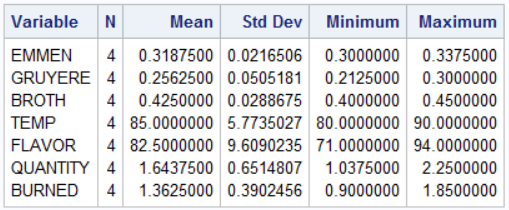 Variable N Mean Std Dev Minimum Maximum
EMMEN 4 0.3187500 0.0216506 0.3000000 0.3375000
GRUYERE 4 0.2562500 0.0505181 0.2125000 0.3000000
BROTH 4 0.4250000 0.0288675 0.4000000 0.4500000
TEMP 4 85.0000000 5.7735027 80.0000000 90.0000000
FLAVOR 4 82.5000000 9.6090235 71.0000000 94.0000000
QUANTITY 4 1.6437500 0.6514807 1.0375000 2.2500000
BURNED 4 1.3625000 0.3902456 0.9000000 1.8500000